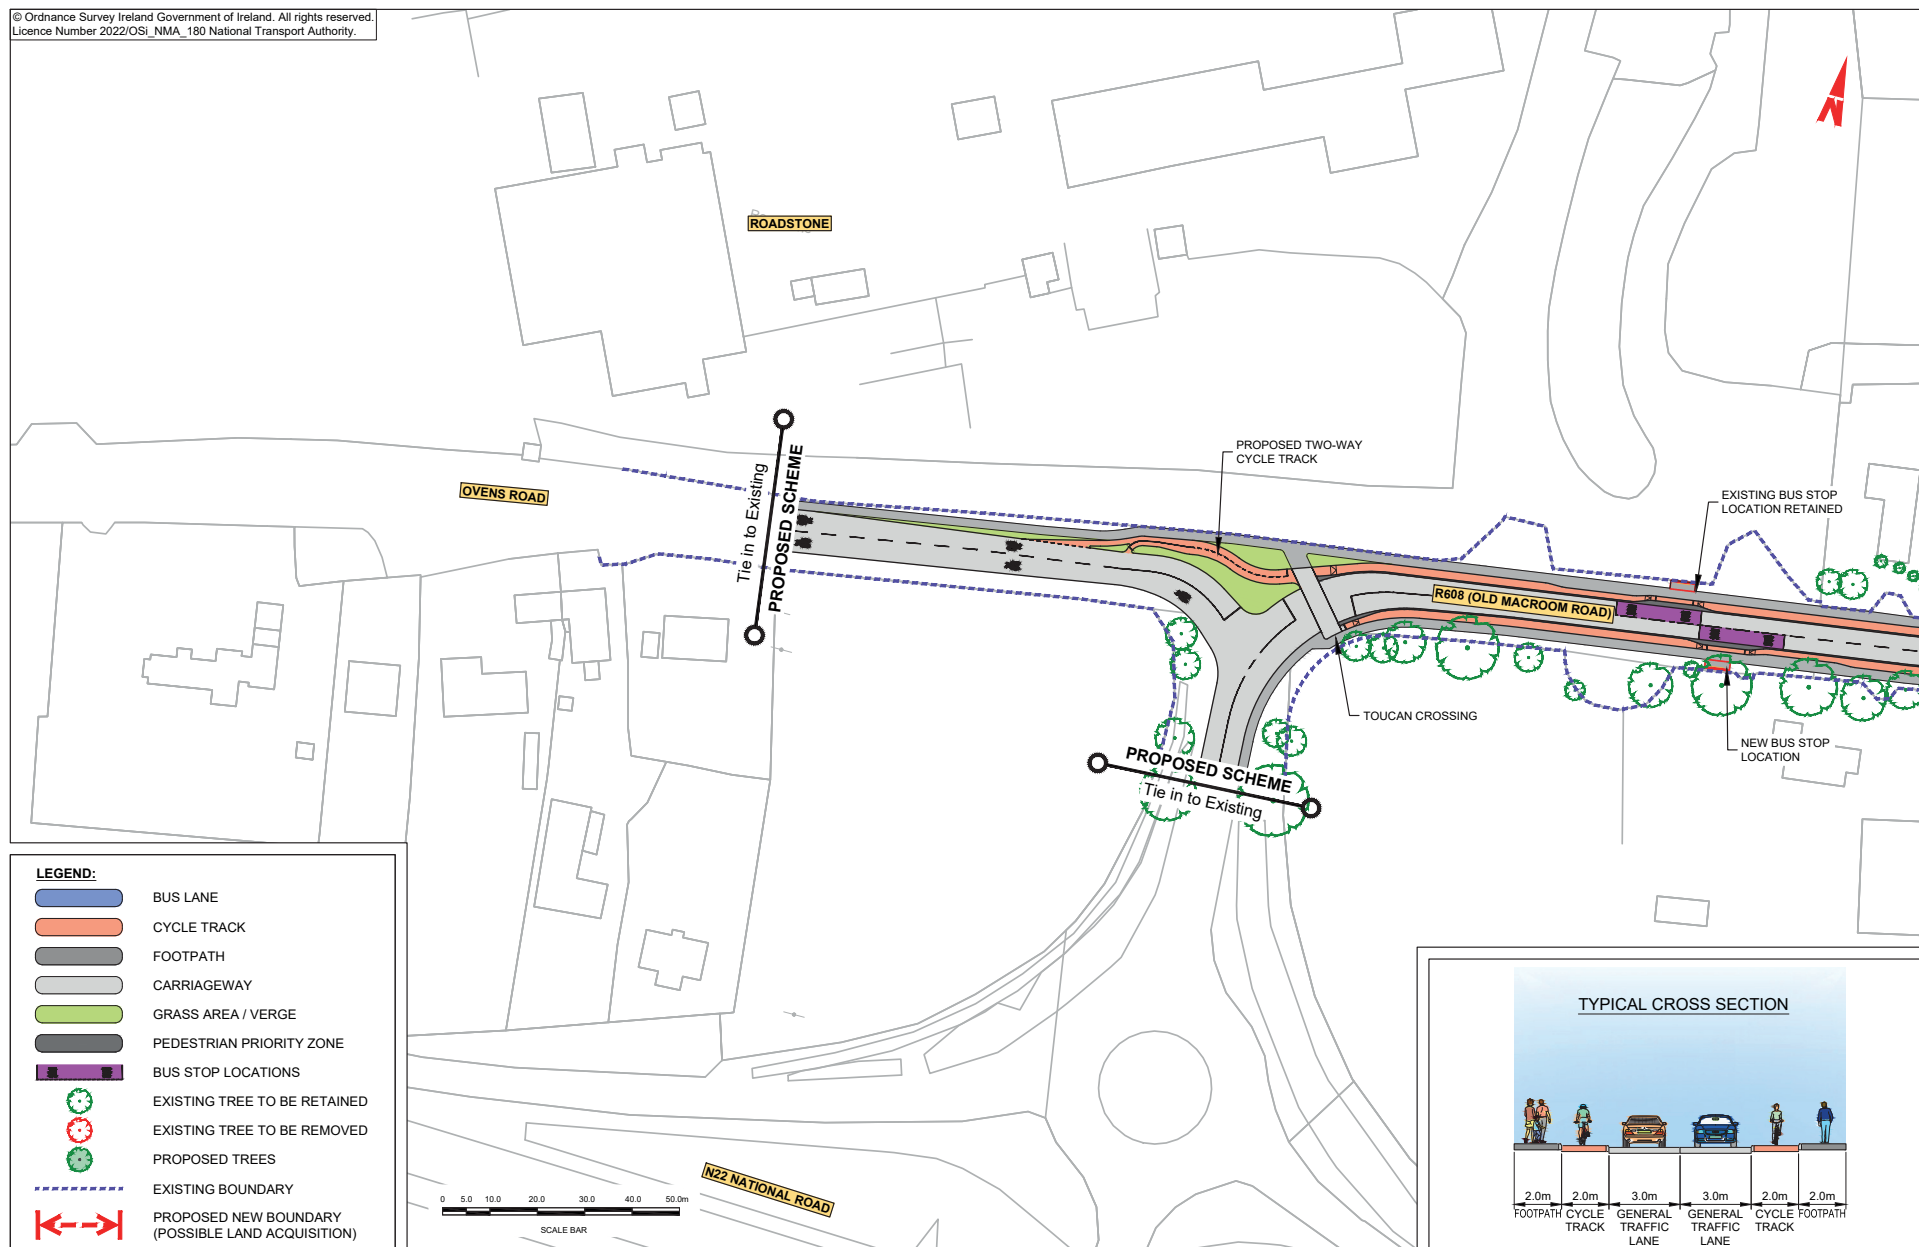 © Ordnance Survey Ireland Government of Ireland. All rights reserved.
Licence Number 2022/OSi_NMA_180 National Transport Authority.
N
ROADSTONE
OVENS ROAD
Tie in to Existing
PROPOSED SCHEME
PROPOSED TWO-WAY
CYCLE TRACK
EXISTING BUS STOP
LOCATION RETAINED
R608 (OLD MACROOM ROAD)
TOUCAN CROSSING
NEW BUS STOP
LOCATION
PROPOSED SCHEME
Tie in to Existing
N22 NATIONAL ROAD
LEGEND:
BUS LANE
CYCLE TRACK
FOOTPATH
CARRIAGEWAY
GRASS AREA / VERGE
PEDESTRIAN PRIORITY ZONE
BUS STOP LOCATIONS
EXISTING TREE TO BE RETAINED
EXISTING TREE TO BE REMOVED
PROPOSED TREES
EXISTING BOUNDARY
PROPOSED NEW BOUNDARY
(POSSIBLE LAND ACQUISITION)
0 5.0 10.0 20.0 30.0 40.0 50.0m
SCALE BAR
TYPICAL CROSS SECTION
2.0m 2.0m 3.0m 3.0m 2.0m 2.0m
FOOTPATH CYCLE GENERAL GENERAL CYCLE FOOTPATH
TRACK TRAFFIC TRAFFIC TRACK
LANE LANE